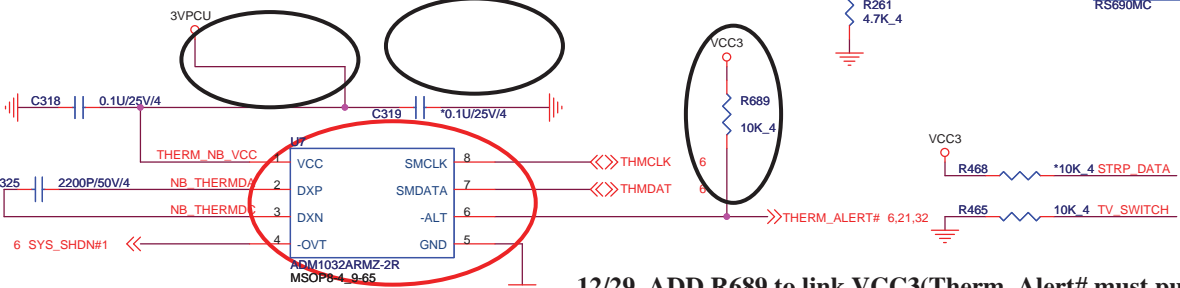 3VPCU
R261
4.7K_4
RS690MC
VCC3
C318 0.1U/25V/4
C319 *0.1U/25V/4
R689
10K_4
U7
VCC3
THERM_NB_VCC 1 VCC SMCLK 8 THMCLK 6
R468 *10K_4 STRP_DATA
325 2200P/50V/4 NB_THERMDA 2 DXP SMDATA 7 THMDAT 6
NB_THERMDC 3 DXN -ALT 6 THERM_ALERT# 6,21,32
R465 10K_4 TV_SWITCH
6 SYS_SHDN#1 4 -OVT GND 5
ADM1032ARMZ-2R
MSOP8-4_9-65
12/29 ADD R689 to link VCC3(Therm_Alert# must pu